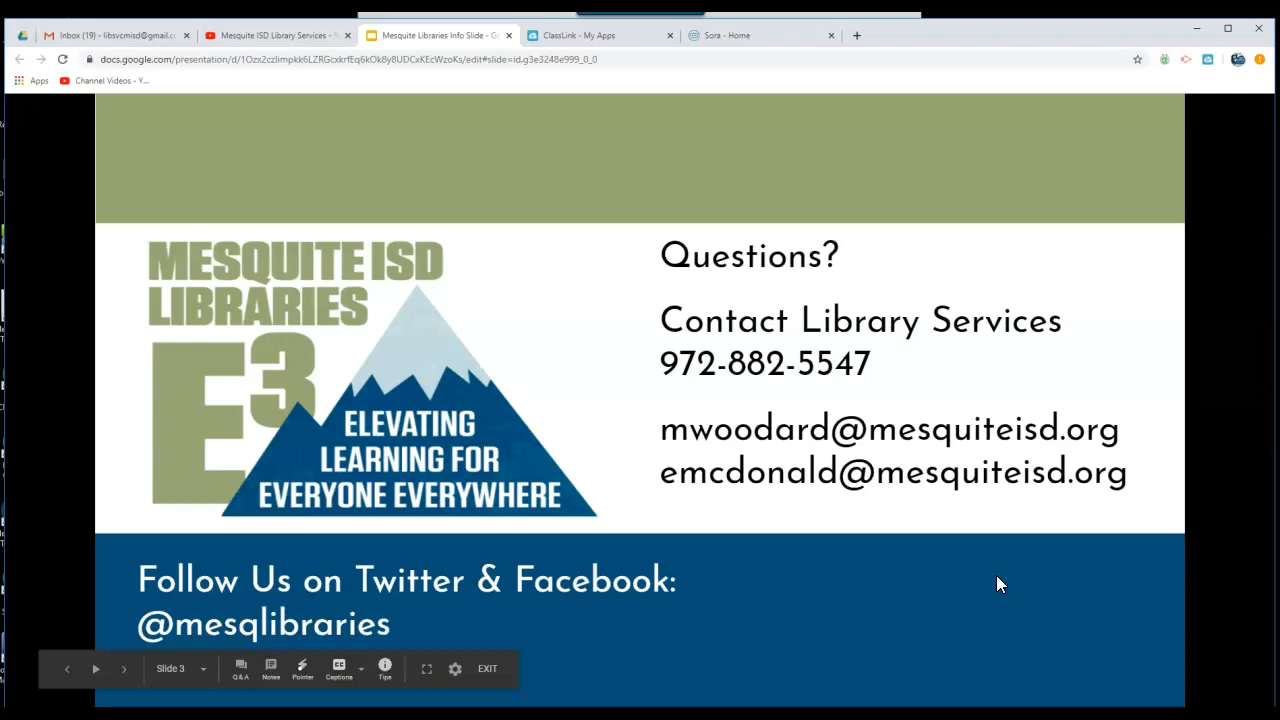 Inbox (19) - libsvcmisd@gmail.cc
Mesquite ISD Library Services -
Mesquite Libraries Info Slide - G
ClassLink - My Apps
Sora - Home
docs.google.com/presentation/d/1Ozx2czlimpkk6LZRGcxkrfEq6kOk8y8UDCxKEcWzoKs/edit#slide=id.g3e3248e999_0_0
Apps
Channel Videos - Y...
MESQUITE ISD
LIBRARIES
E3
ELEVATING
LEARNING FOR
EVERYONE EVERYWHERE
Questions?
Contact Library Services
972-882-5547
mwoodard@mesquiteisd.org
emcdonald@mesquiteisd.org
Follow Us on Twitter & Facebook:
@mesqlibraries
Slide 3
Q&A
Notes
Pointer
Captions
Tips
EXIT